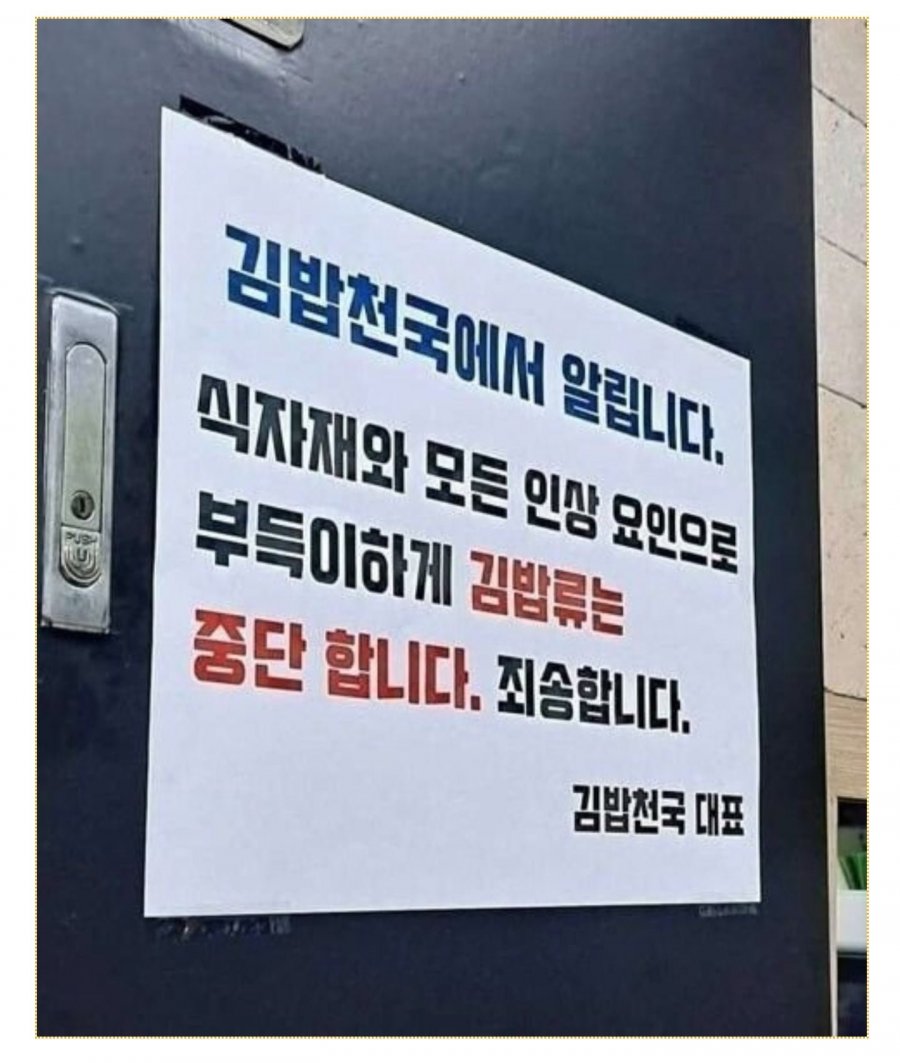 김밥천국에서 알립니다.
식자재와 모든 인상 요인으로
부득이하게 김밥류는
중단 합니다. 죄송합니다.
김밥천국 대표
PUSH